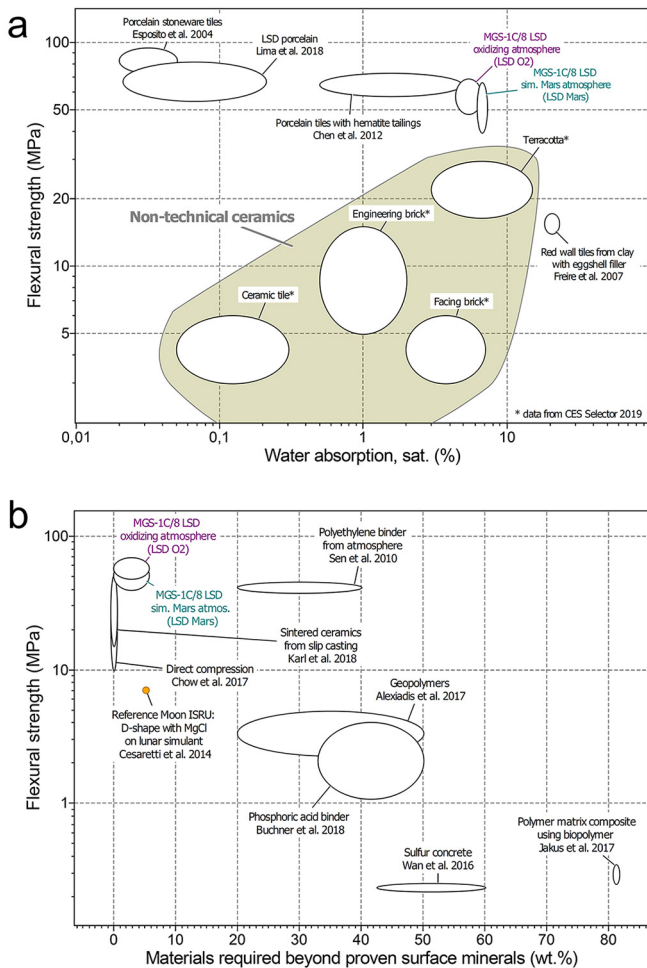 a
Porcelain stoneware tiles
Esposito et al. 2004
LSD porcelain
Lima et al. 2018
MGS-1C/8 LSD
oxidizing atmosphere
(LSD O2)
MGS-1C/8 LSD
sim. Mars atmosphere
(LSD Mars)
Porcelain tiles with hematite tailings
Chen et al. 2012
Terracotta*
Non-technical ceramics
Engineering brick*
Red wall tiles from clay
with eggshell filler
Freire et al. 2007
Ceramic tile*
Facing brick*
* data from CES Selector 2019
Flexural strength (MPa)
100
50
20
10
5
0,01
0,1
1
10
Water absorption, sat. (%)
b
MGS-1C/8 LSD
oxidizing atmosphere
(LSD O2)
MGS-1C/8 LSD
sim. Mars atmos.
(LSD Mars)
Polyethylene binder
from atmosphere
Sen et al. 2010
Sintered ceramics
from slip casting
Karl et al. 2018
Direct compression
Chow et al. 2017
Reference Moon ISRU:
D-shape with MgCl
on lunar simulant
Cesaretti et al. 2014
Geopolymers
Alexiadis et al. 2017
Phosphoric acid binder
Buchner et al. 2018
Sulfur concrete
Wan et al. 2016
Polymer matrix composite
using biopolymer
Jakus et al. 2017
Flexural strength (MPa)
100
10
1
0
10
20
30
40
50
60
70
80
Materials required beyond proven surface minerals (wt.%)